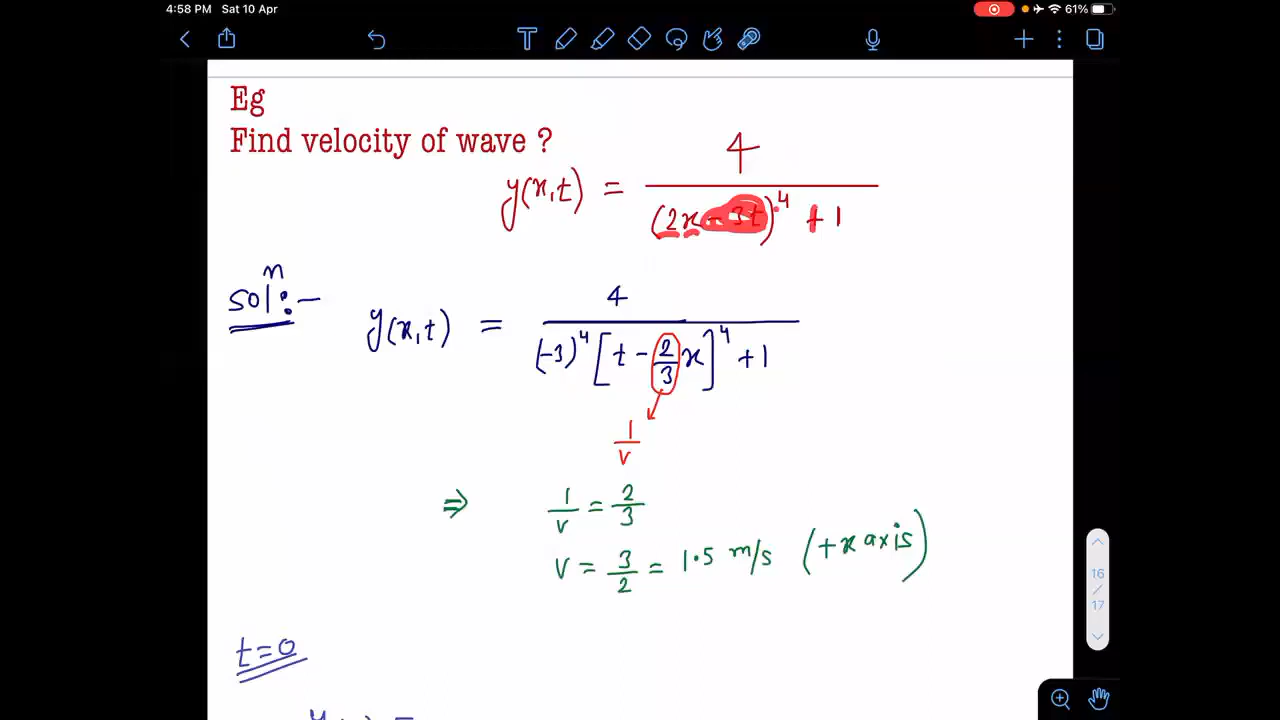 4:58 PM Sat 10 Apr
61%
Eg
Find velocity of wave ?
y(x,t) = 4 / ((2x - 3t)^4 + 1)
sol^n:-
y(x,t) = 4 / ((-3)^4 [t - 2/3 x]^4 + 1)
1/v
⇒ 1/v = 2/3
v = 3/2 = 1.5 m/s (+x axis)
t=0
16
/
17